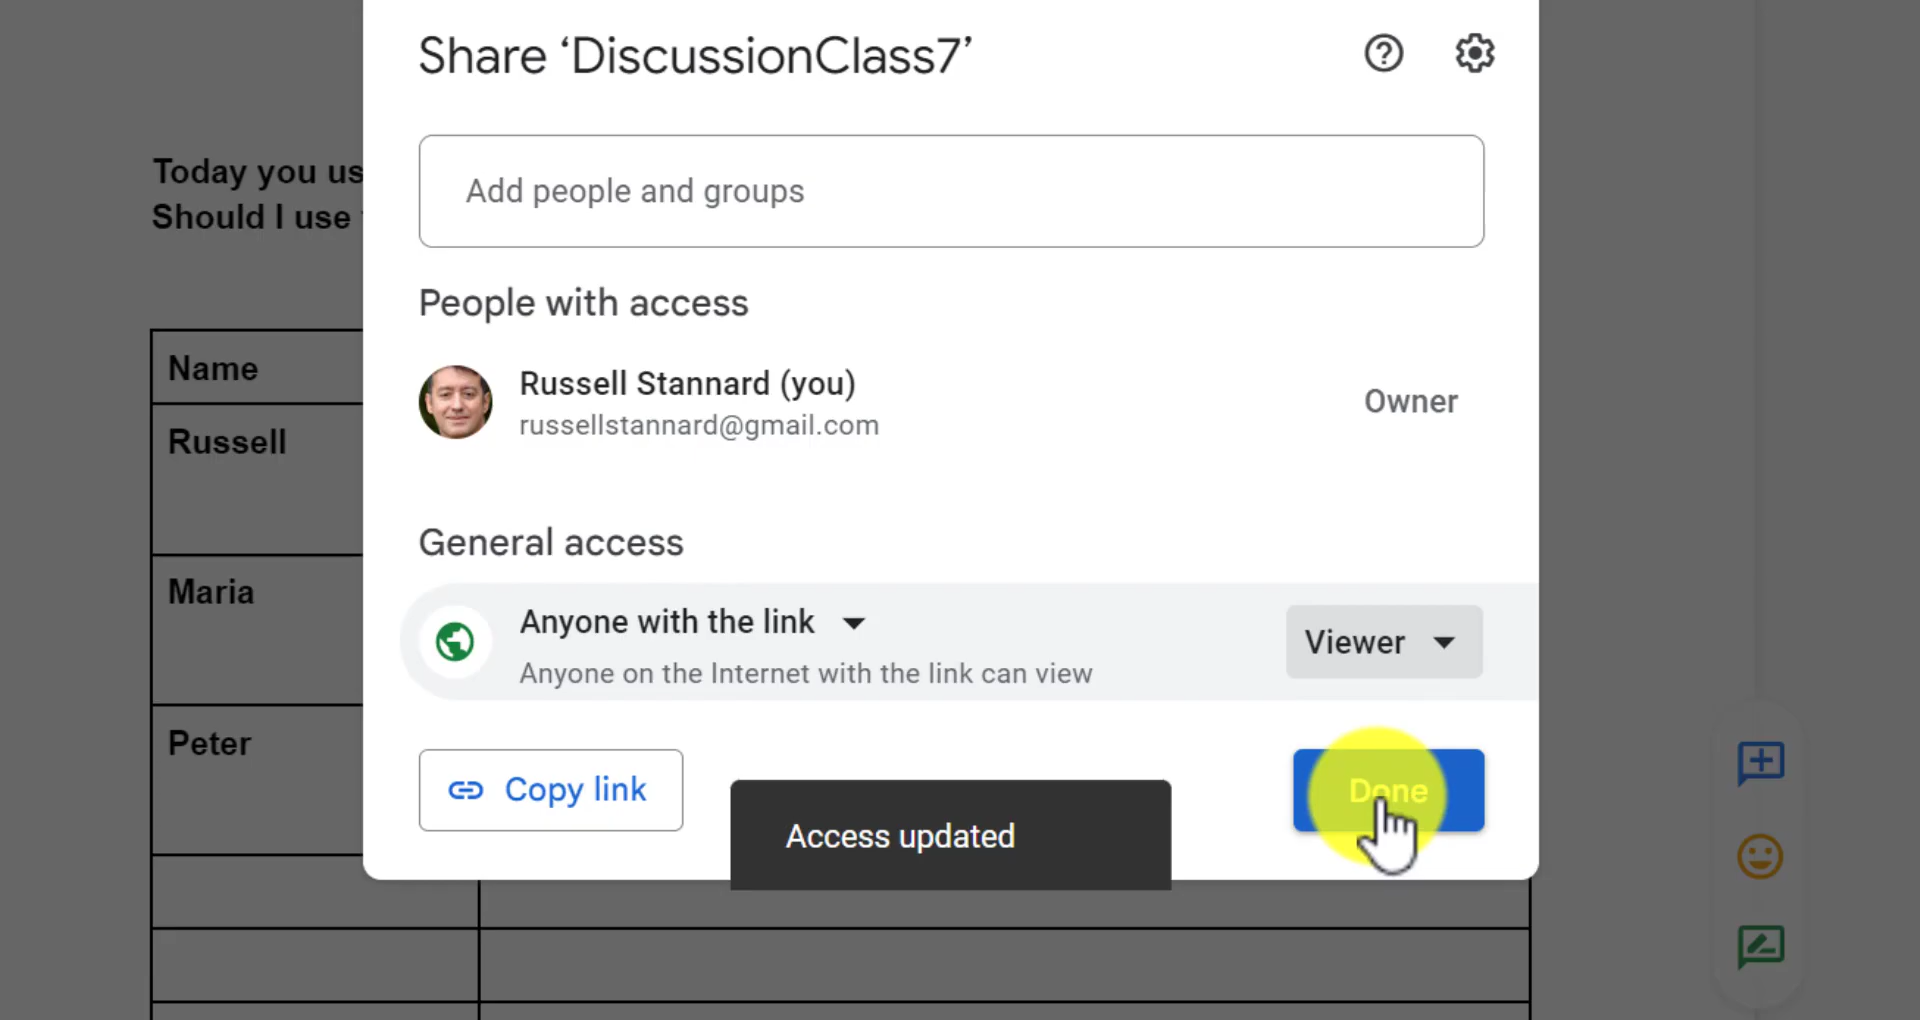 Share ‘DiscussionClass7’
Today you us
Should I use
Add people and groups
People with access
Name
Russell Stannard (you)
russellstannard@gmail.com
Owner
Russell
General access
Maria
Anyone with the link
Anyone on the Internet with the link can view
Viewer
Peter
Copy link
Access updated
Done